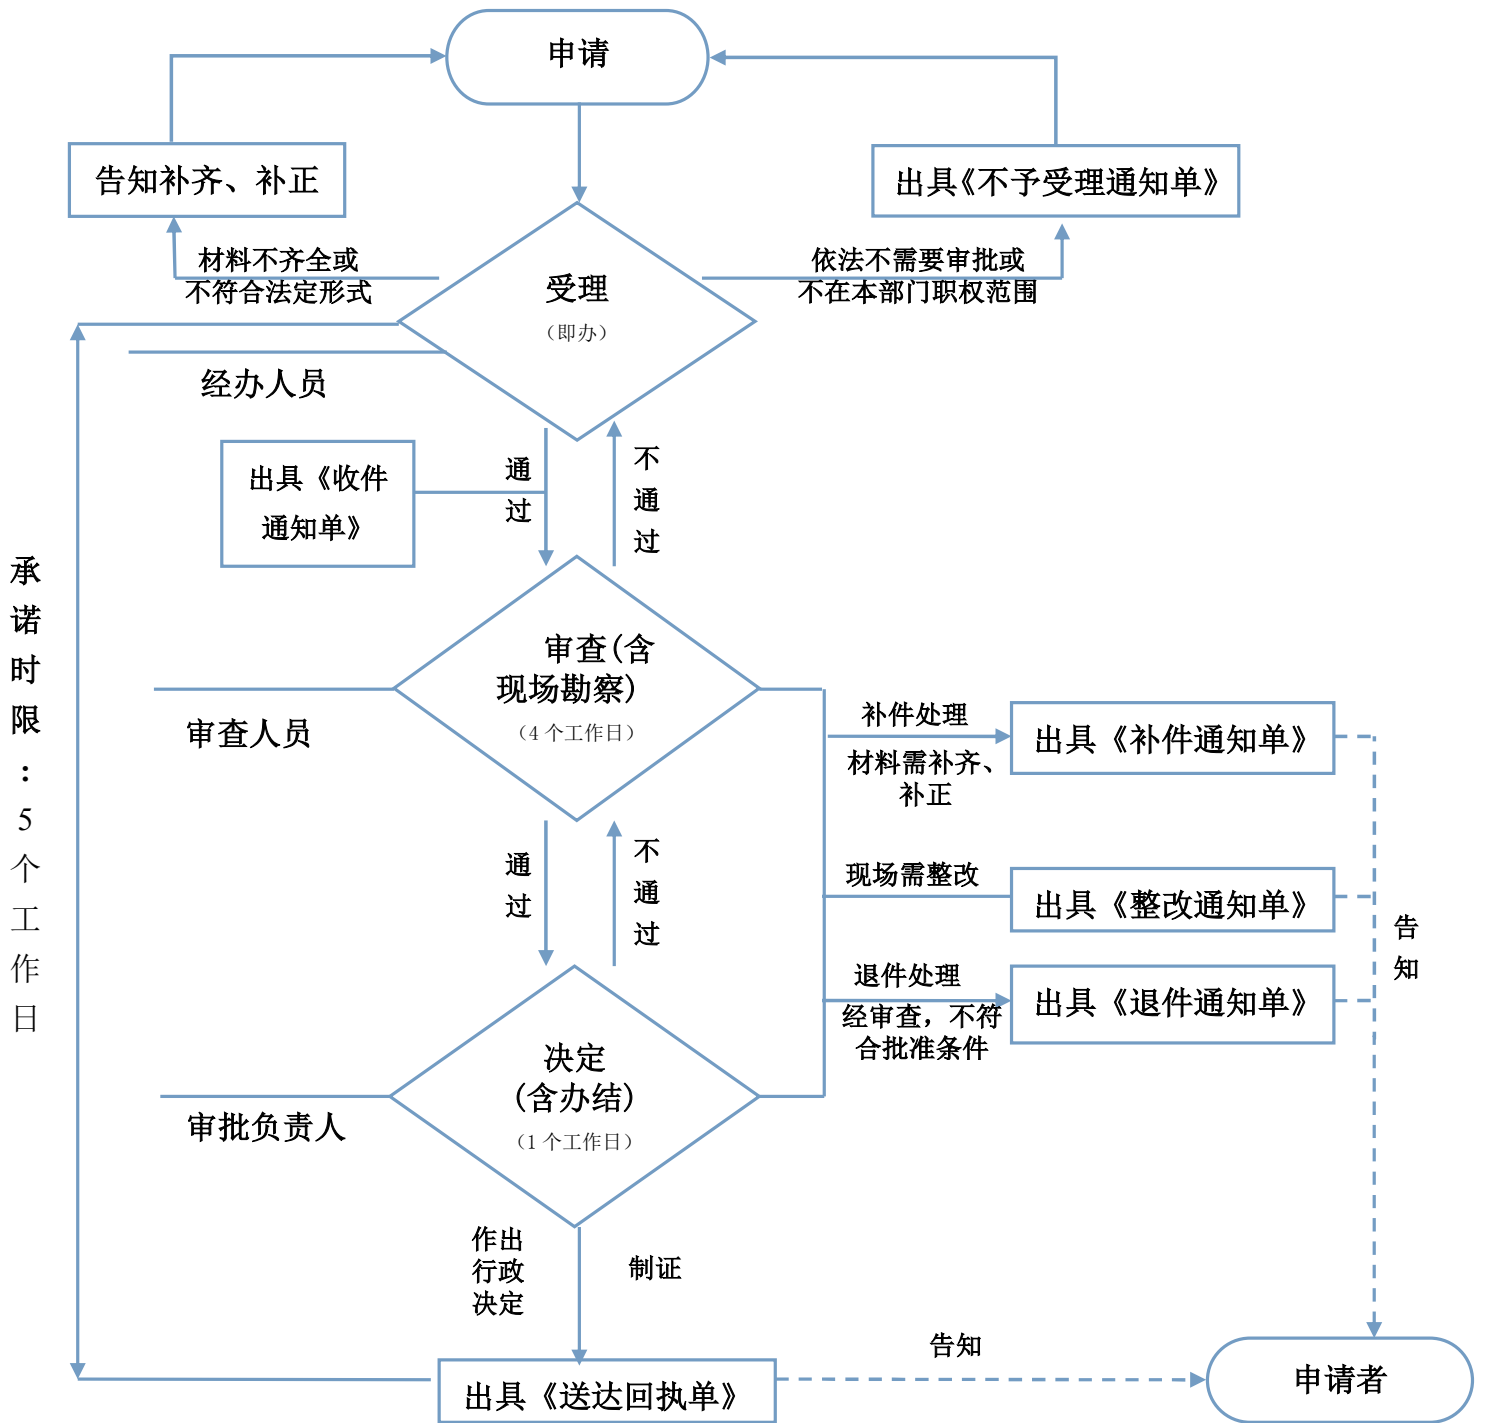 申请
告知补齐、补正
出具《不予受理通知单》
材料不齐全或
不符合法定形式
依法不需要审批或
不在本部门职权范围
受理
（即办）
经办人员
出具《收件
通知单》
通
过
不
通
过
承
诺
时
限
：
5
个
工
作
日
审查(含
现场勘察)
（4 个工作日）
审查人员
补件处理
材料需补齐、
补正
出具《补件通知单》
通
过
不
通
过
现场需整改
出具《整改通知单》
告
知
退件处理
经审查，不符
合批准条件
出具《退件通知单》
决定
(含办结)
（1 个工作日）
审批负责人
作出
行政
决定
制证
出具《送达回执单》
告知
申请者